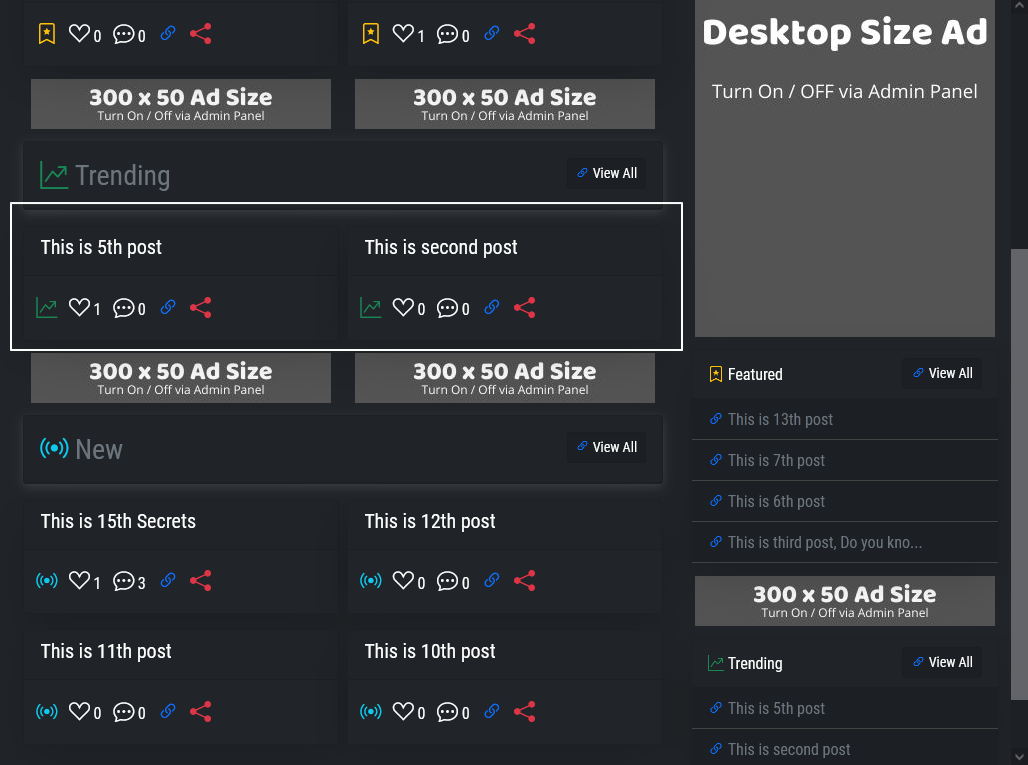 0 0
1 0
300 x 50 Ad Size
Turn On / Off via Admin Panel
300 x 50 Ad Size
Turn On / Off via Admin Panel
Trending
View All
This is 5th post
1 0
This is second post
0 0
300 x 50 Ad Size
Turn On / Off via Admin Panel
300 x 50 Ad Size
Turn On / Off via Admin Panel
New
View All
This is 15th Secrets
1 3
This is 12th post
0 0
This is 11th post
0 0
This is 10th post
0 0
Desktop Size Ad
Turn On / OFF via Admin Panel
Featured
View All
This is 13th post
This is 7th post
This is 6th post
This is third post, Do you kno...
300 x 50 Ad Size
Turn On / Off via Admin Panel
Trending
View All
This is 5th post
This is second post